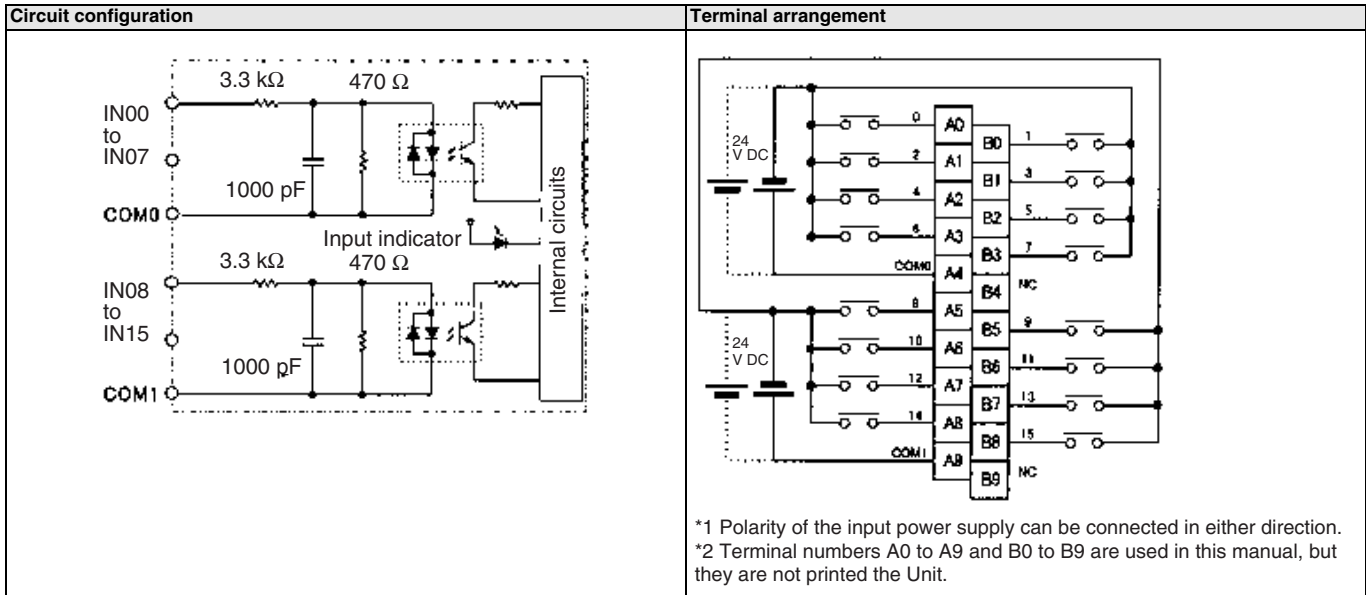 Circuit configuration
3.3 kΩ 470 Ω
IN00
to
IN07
1000 pF
COM0
Input indicator
Internal circuits
3.3 kΩ 470 Ω
IN08
to
IN15
1000 pF
COM1
Terminal arrangement
0 A0
24
V DC
B0 1
2 A1
B1 3
4 A2
B2 5
6 A3
B3 7
COM0 A4
B4 NC
8 A5
B5 9
24
V DC
10 A6
B6 11
12 A7
B7 13
14 A8
B8 15
COM1 A9
B9 NC
*1 Polarity of the input power supply can be connected in either direction.
*2 Terminal numbers A0 to A9 and B0 to B9 are used in this manual, but
they are not printed the Unit.